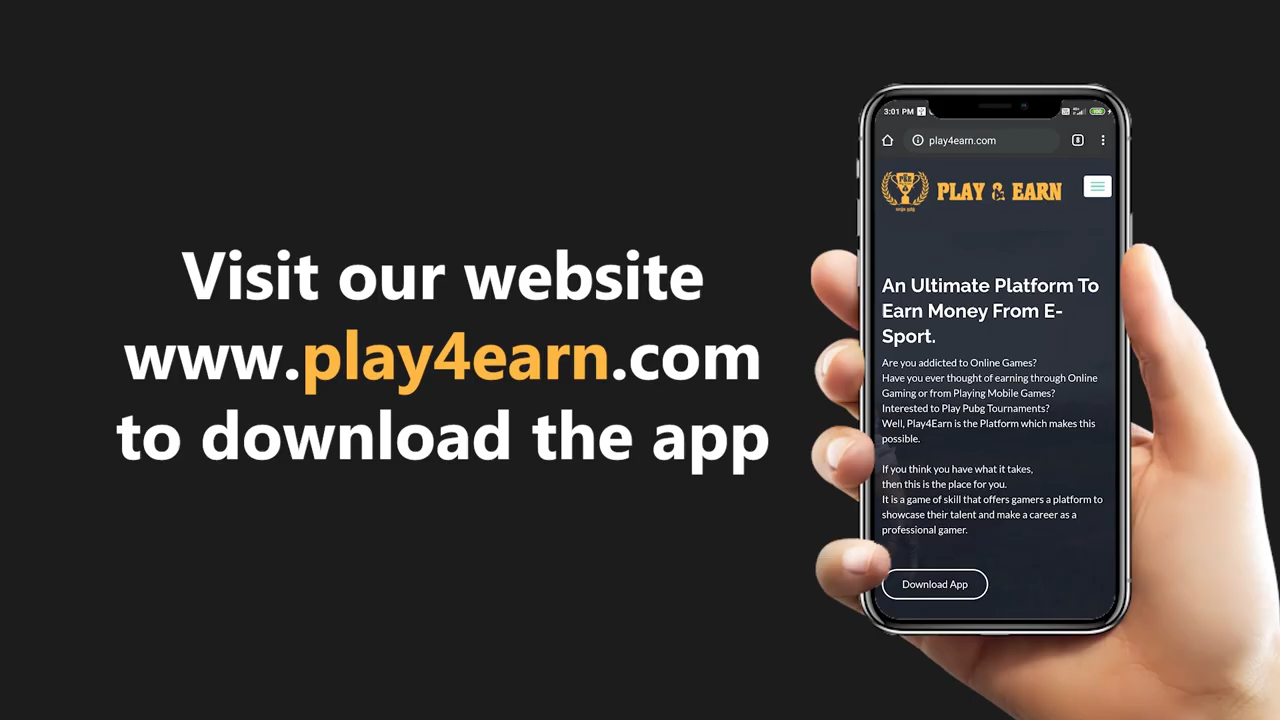 Visit our website
www.play4earn.com
to download the app
3:01 PM
play4earn.com
8
PLAY & EARN
An Ultimate Platform To
Earn Money From E-
Sport.
Are you addicted to Online Games?
Have you ever thought of earning through Online
Gaming or from Playing Mobile Games?
Interested to Play Pubg Tournaments?
Well, Play4Earn is the Platform which makes this
possible.
If you think you have what it takes,
then this is the place for you.
It is a game of skill that offers gamers a platform to
showcase their talent and make a career as a
professional gamer.
Download App